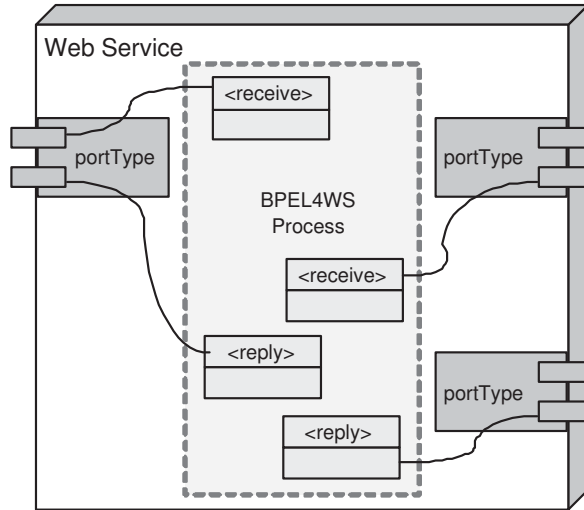 Web Service
<receive>
portType
portType
BPEL4WS
Process
<receive>
<reply>
portType
<reply>